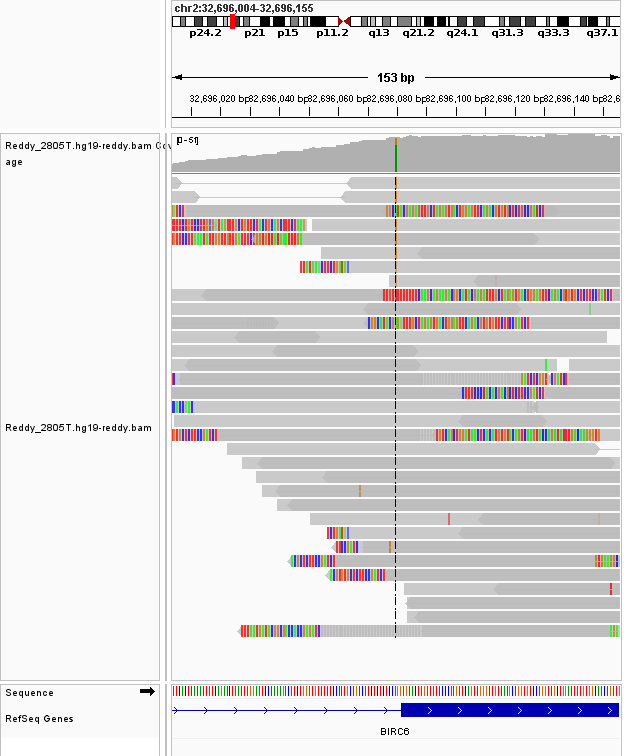 chr2:32,696,004-32,696,155
p24.2 p21 p15 p11.2 q13 q21.2 q24.1 q31.3 q33.3 q37.1
153 bp
32,696,020 bp 32,696,040 bp 32,696,060 bp 32,696,080 bp 32,696,100 bp 32,696,120 bp 32,696,140 bp
[0-51]
Reddy_2805T.hg19-reddy.bam Cov
age
Reddy_2805T.hg19-reddy.bam
Sequence
RefSeq Genes
BIRC6